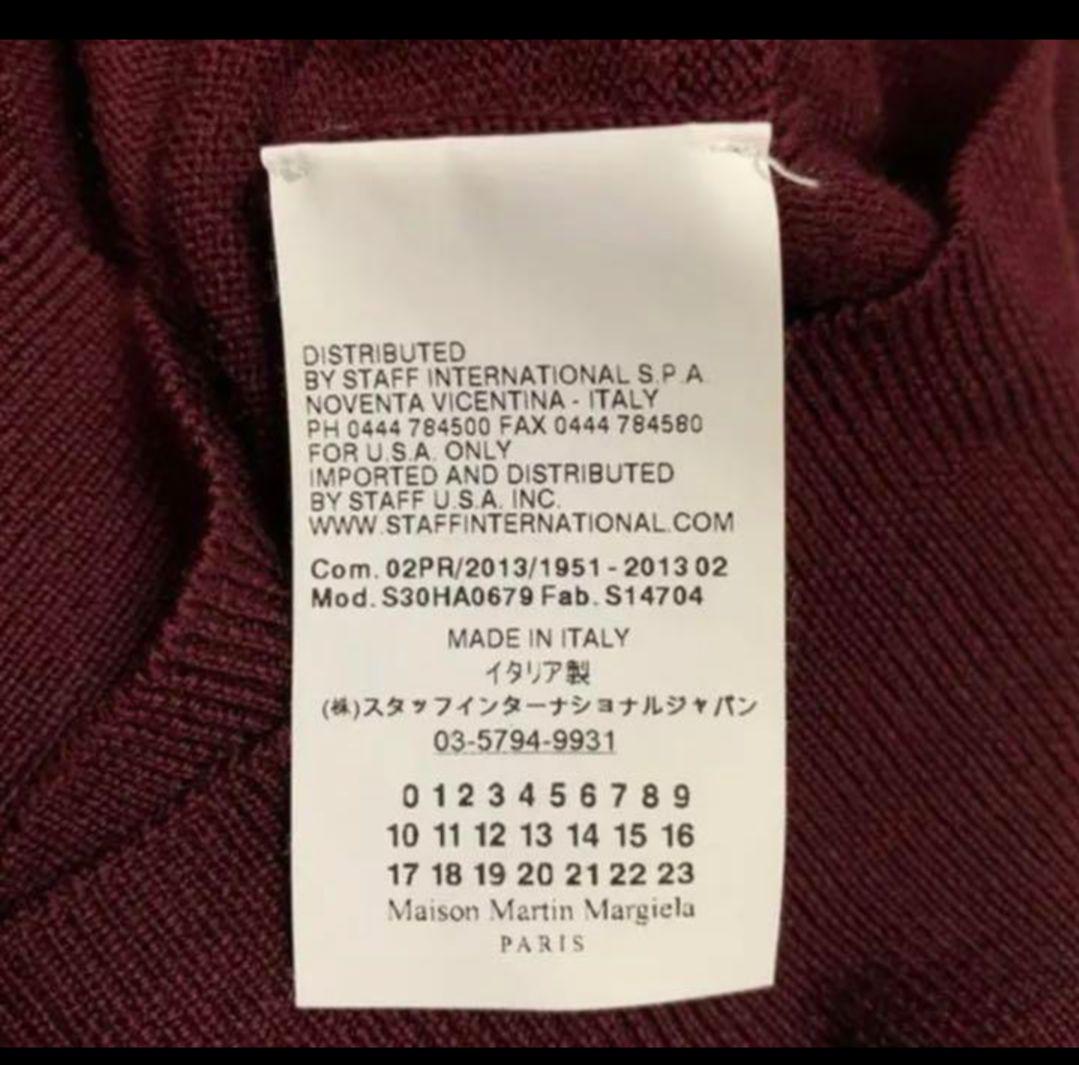 DISTRIBUTED
BY STAFF INTERNATIONAL S.P.A.
NOVENTA VICENTINA - ITALY
PH 0444 784500 FAX 0444 784580
FOR U.S.A. ONLY
IMPORTED AND DISTRIBUTED
BY STAFF U.S.A. INC.
WWW.STAFFINTERNATIONAL.COM
Com. 02PR/2013/1951 - 2013 02
Mod. S30HA0679 Fab. S14704
MADE IN ITALY
イタリア製
(株)スタッフインターナショナルジャパン
03-5794-9931
0 1 2 3 4 5 6 7 8 9
10 11 12 13 14 15 16
17 18 19 20 21 22 23
Maison Martin Margiela
PARIS